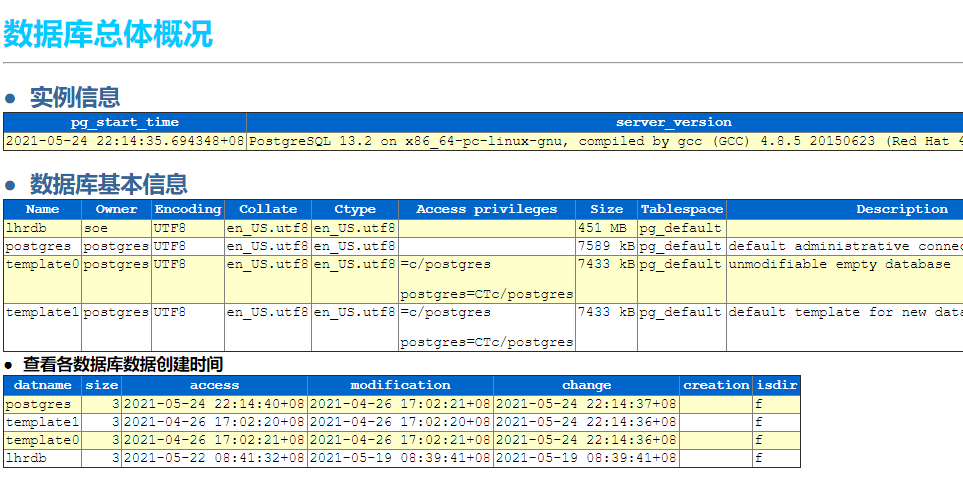 数据库总体概况
● 实例信息
pg_start_time server_version
2021-05-24 22:14:35.694348+08 PostgreSQL 13.2 on x86_64-pc-linux-gnu, compiled by gcc (GCC) 4.8.5 20150623 (Red Hat 4
● 数据库基本信息
Name Owner Encoding Collate Ctype Access privileges Size Tablespace Description
lhrdb soe UTF8 en_US.utf8 en_US.utf8 451 MB pg_default
postgres postgres UTF8 en_US.utf8 en_US.utf8 7589 kB pg_default default administrative connec
template0 postgres UTF8 en_US.utf8 en_US.utf8 =c/postgres 7433 kB pg_default unmodifiable empty database
postgres=CTc/postgres
template1 postgres UTF8 en_US.utf8 en_US.utf8 =c/postgres 7433 kB pg_default default template for new data
postgres=CTc/postgres
● 查看各数据库数据创建时间
datname size access modification change creation isdir
postgres 3 2021-05-24 22:14:40+08 2021-04-26 17:02:21+08 2021-05-24 22:14:37+08 f
template1 3 2021-04-26 17:02:20+08 2021-04-26 17:02:20+08 2021-05-24 22:14:36+08 f
template0 3 2021-04-26 17:02:21+08 2021-04-26 17:02:21+08 2021-05-24 22:14:36+08 f
lhrdb 3 2021-05-22 08:41:32+08 2021-05-19 08:39:41+08 2021-05-19 08:39:41+08 f